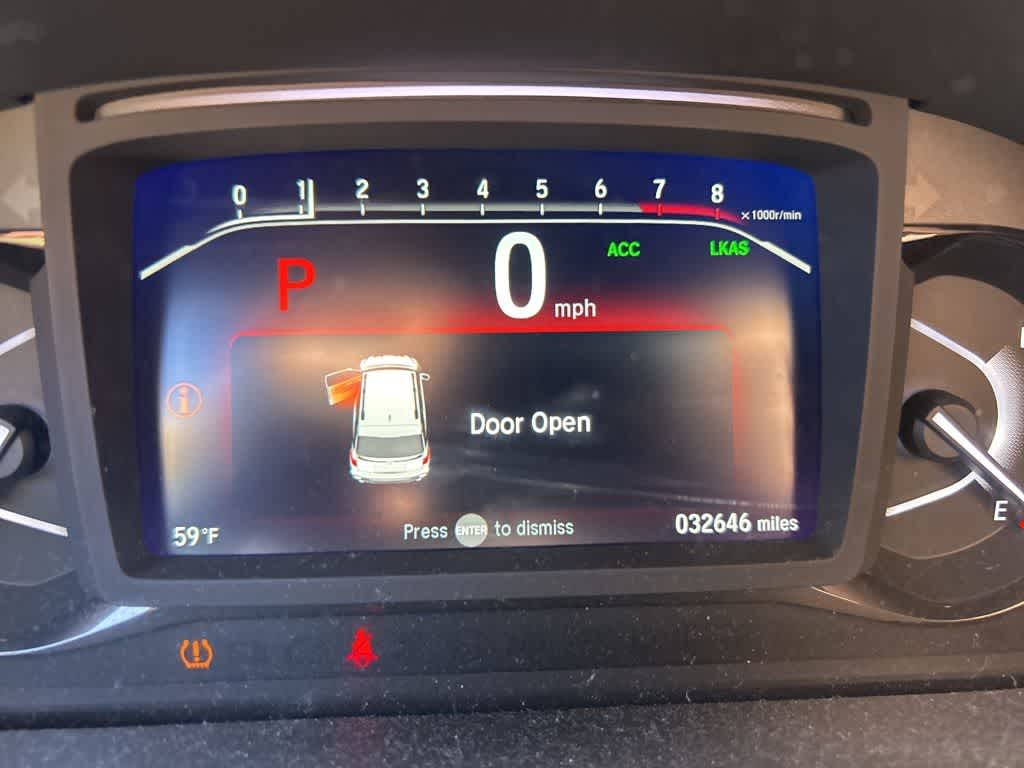 0 1 2 3 4 5 6 7 8 ×1000r/min
P 0 mph ACC LKAS
i
Door Open
Press ENTER to dismiss
59°F 032646 miles
E